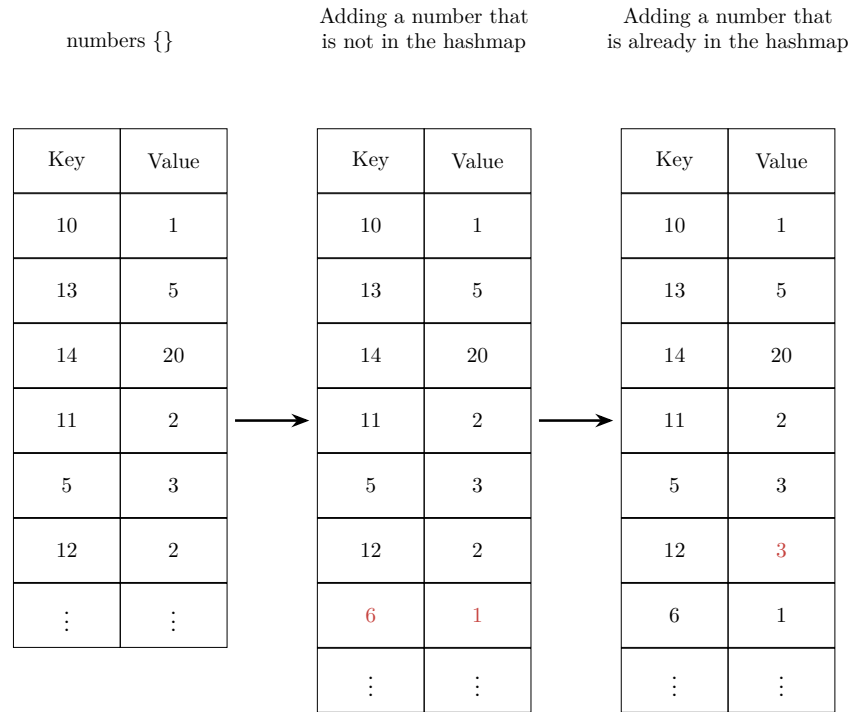 numbers {}
Adding a number that
is not in the hashmap
Adding a number that
is already in the hashmap
Key Value
10 1
13 5
14 20
11 2
5 3
12 2
⋮ ⋮
Key Value
10 1
13 5
14 20
11 2
5 3
12 2
6 1
⋮ ⋮
Key Value
10 1
13 5
14 20
11 2
5 3
12 3
6 1
⋮ ⋮